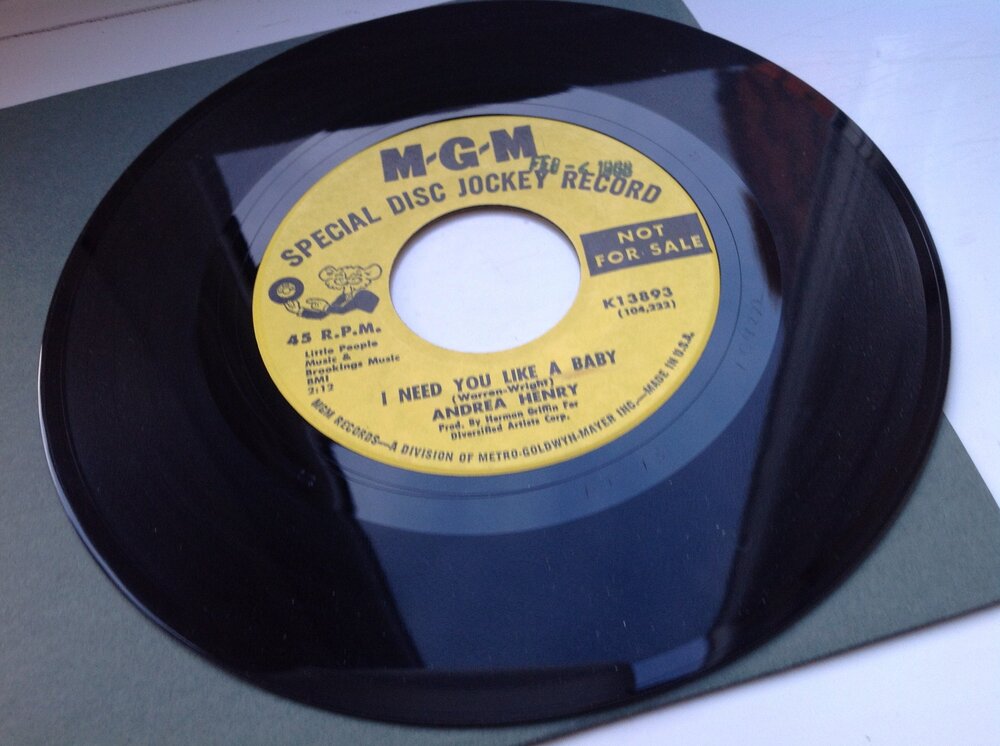 M-G-M
FEB - 1968
SPECIAL DISC JOCKEY RECORD
NOT
FOR SALE
K13893
(104,223)
45 R.P.M.
Little People
Music &
Brookings Music
BMI
2:12
I NEED YOU LIKE A BABY
(Warren-Wright)
ANDREA HENRY
Prod. By Herman Griffin For
Diversified Artists Corp.
MGM RECORDS—A DIVISION OF METRO-GOLDWYN-MAYER INC.—MADE IN U.S.A.